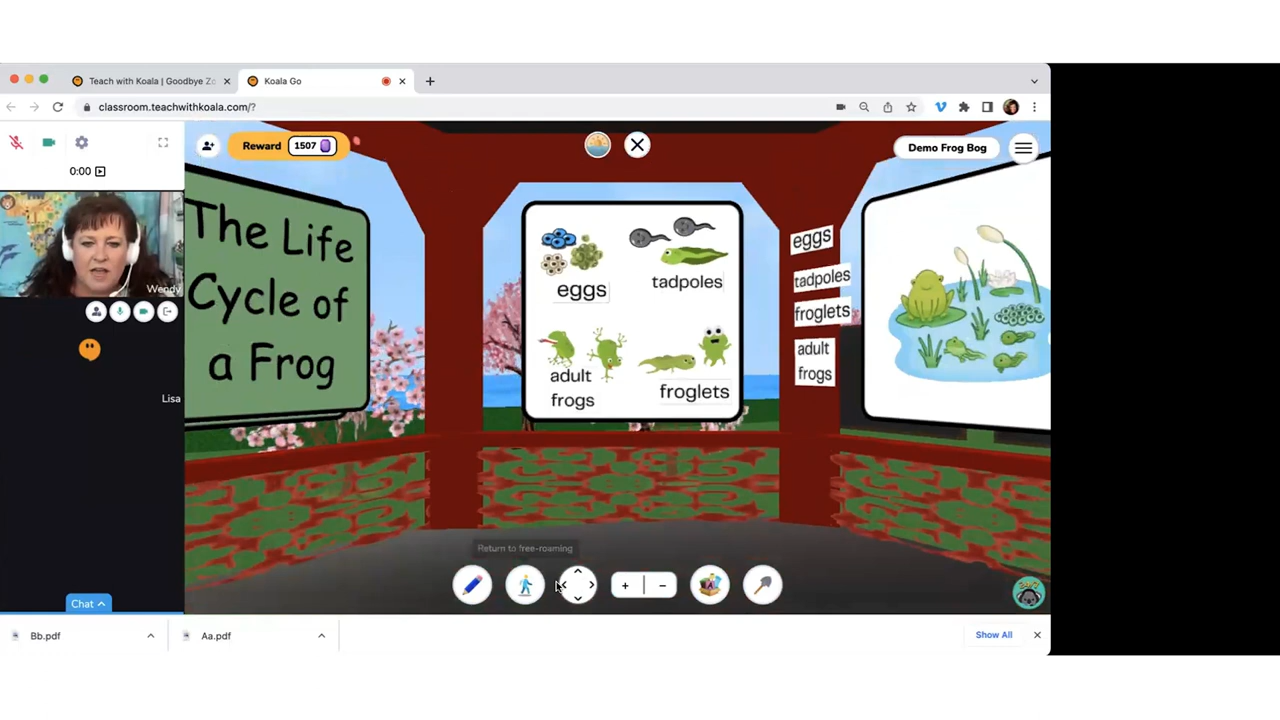 Teach with Koala | Goodbye Zo
Koala Go
classroom.teachwithkoala.com/?
0:00
Wendy
Lisa
Chat
Reward 1507
Demo Frog Bog
The Life
Cycle of
a Frog
eggs
tadpoles
adult
frogs
froglets
eggs
tadpoles
froglets
adult
frogs
Return to free-roaming
+ | −
Bb.pdf
Aa.pdf
Show All